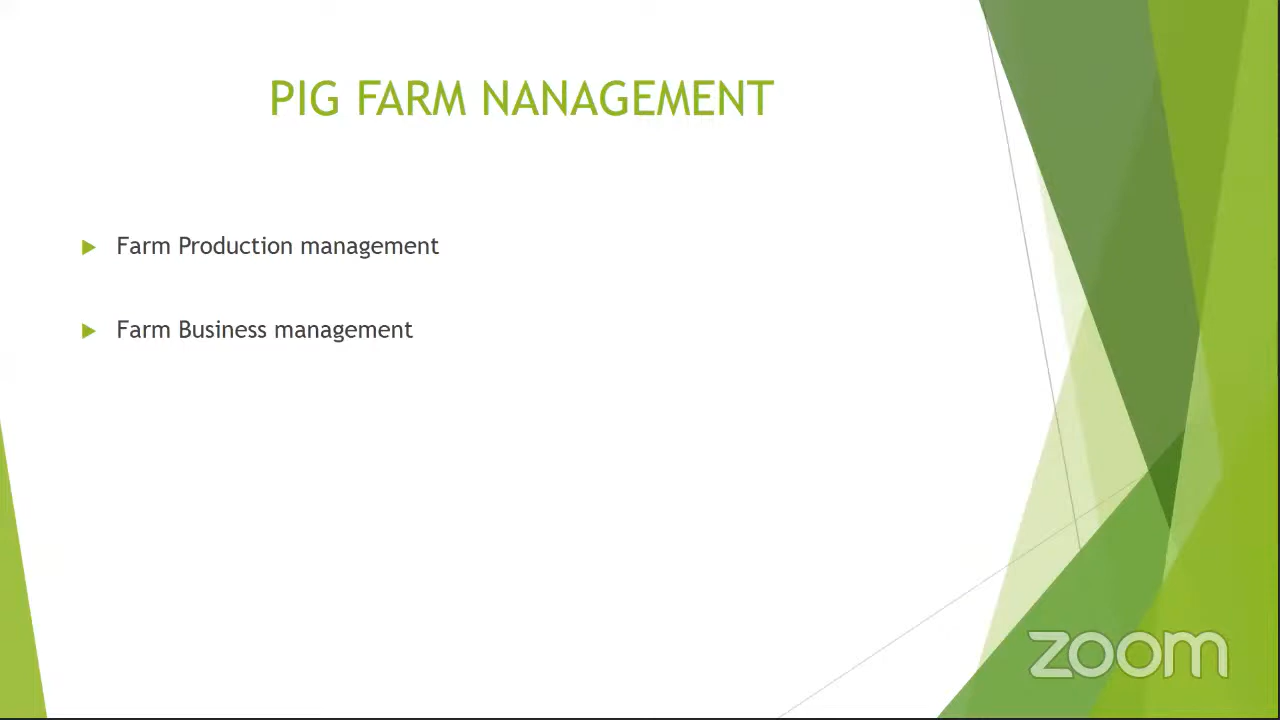 PIG FARM NANAGEMENT
Farm Production management
Farm Business management
zoom